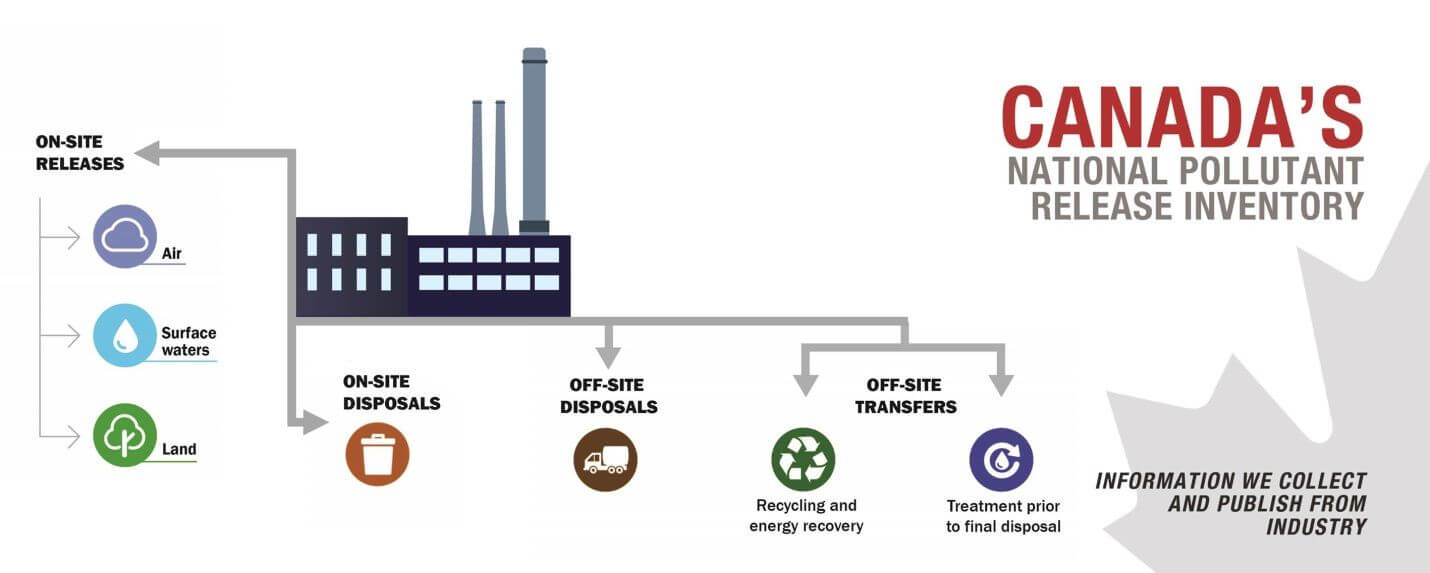 CANADA'S
NATIONAL POLLUTANT
RELEASE INVENTORY
ON-SITE
RELEASES
Air
Surface
waters
Land
ON-SITE
DISPOSALS
OFF-SITE
DISPOSALS
OFF-SITE
TRANSFERS
Recycling and
energy recovery
Treatment prior
to final disposal
INFORMATION WE COLLECT
AND PUBLISH FROM
INDUSTRY